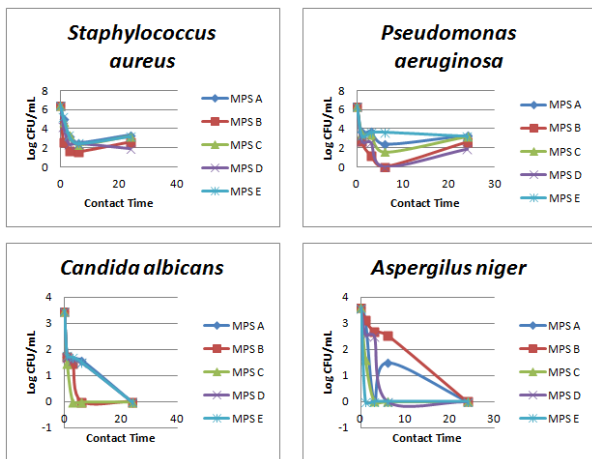 Staphylococcus
aureus
8
6
4
2
0
Log CFU/mL
0 20 40
Contact Time
MPS A
MPS B
MPS C
MPS D
MPS E
Pseudomonas
aeruginosa
8
6
4
2
0
Log CFU/mL
0 10 20 30
Contact Time
MPS A
MPS B
MPS C
MPS D
MPS E
Candida albicans
4
3
2
1
0
-1
Log CFU/mL
0 20 40
Contact Time
MPS A
MPS B
MPS C
MPS D
MPS E
Aspergilus niger
4
3
2
1
0
-1
Log CFU/mL
0 10 20 30
Contact Time
MPS A
MPS B
MPS C
MPS D
MPS E